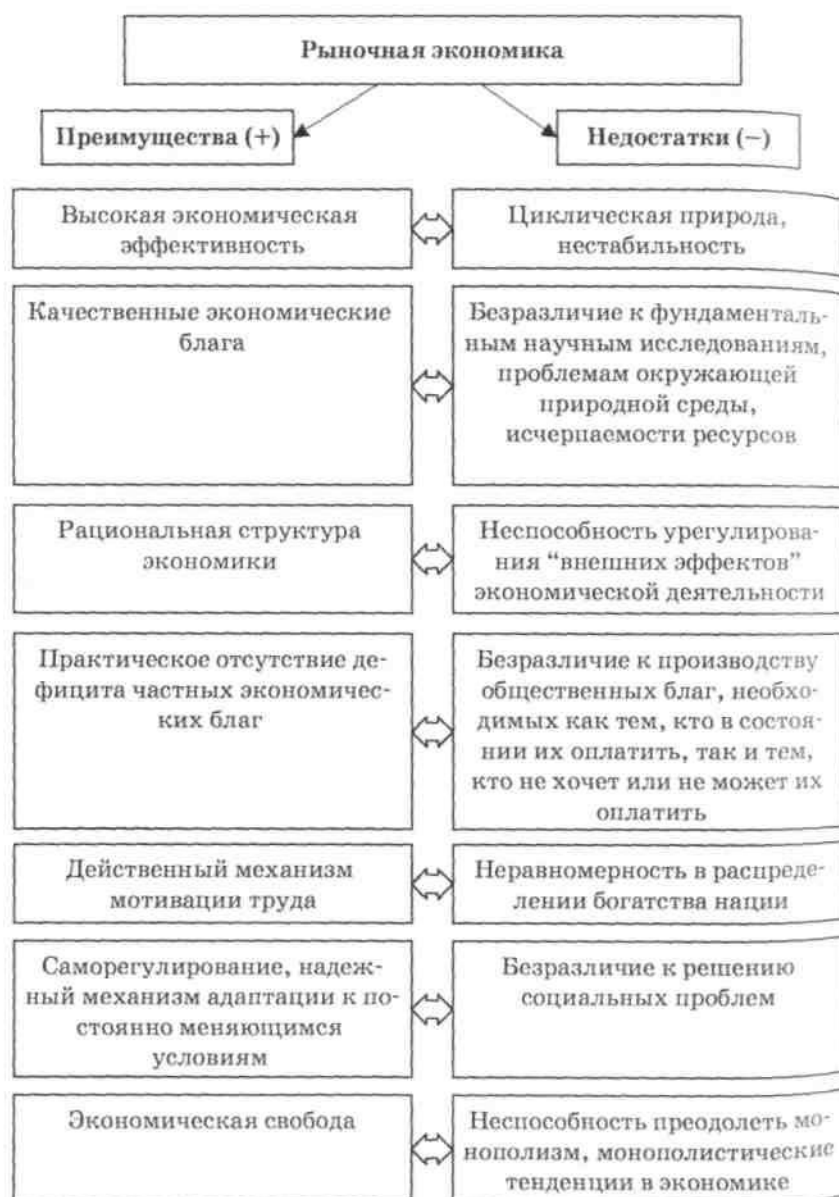 Рыночная экономика
Преимущества (+)
Недостатки (−)
Высокая экономическая
эффективность
Циклическая природа,
нестабильность
Качественные экономические
блага
Безразличие к фундаменталь-
ным научным исследованиям,
проблемам окружающей
природной среды,
исчерпаемости ресурсов
Рациональная структура
экономики
Неспособность урегулирова-
ния “внешних эффектов”
экономической деятельности
Практическое отсутствие де-
фицита частных экономичес-
ких благ
Безразличие к производству
общественных благ, необхо-
димых как тем, кто в состоя-
нии их оплатить, так и тем,
кто не хочет или не может их
оплатить
Действенный механизм
мотивации труда
Неравномерность в распреде-
лении богатства нации
Саморегулирование, надеж-
ный механизм адаптации к по-
стоянно меняющимся
условиям
Безразличие к решению
социальных проблем
Экономическая свобода
Неспособность преодолеть мо-
нополизм, монополистические
тенденции в экономике